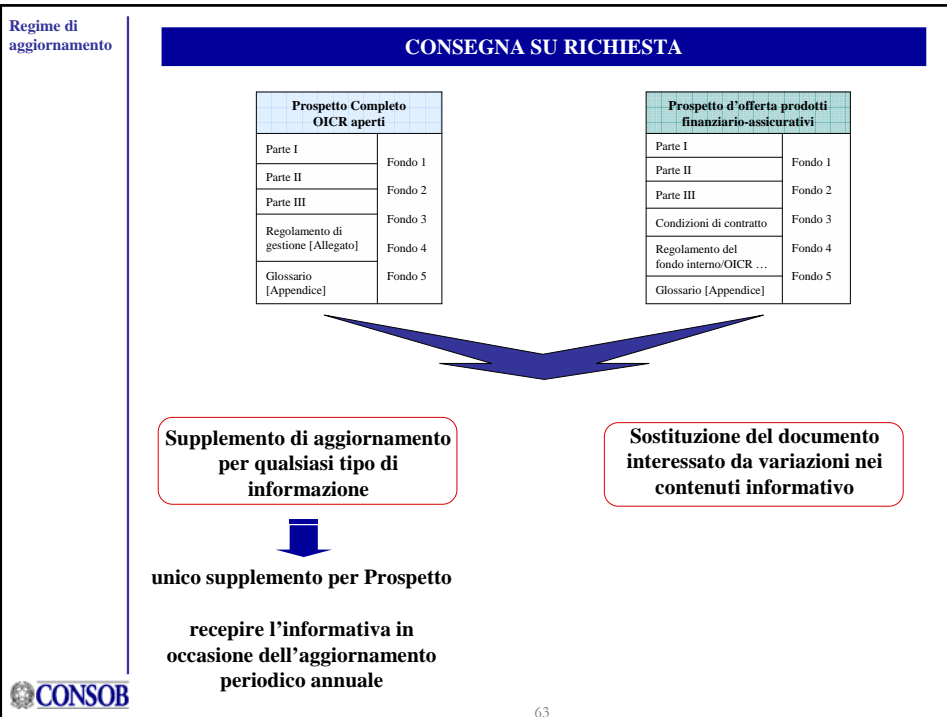 Regime di
aggiornamento
CONSEGNA SU RICHIESTA
Prospetto Completo
OICR aperti
Parte I
Parte II
Parte III
Regolamento di
gestione [Allegato]
Glossario
[Appendice]
Fondo 1
Fondo 2
Fondo 3
Fondo 4
Fondo 5
Prospetto d'offerta prodotti
finanziario-assicurativi
Parte I
Parte II
Parte III
Condizioni di contratto
Regolamento del
fondo interno/OICR …
Glossario [Appendice]
Fondo 1
Fondo 2
Fondo 3
Fondo 4
Fondo 5
Supplemento di aggiornamento
per qualsiasi tipo di
informazione
Sostituzione del documento
interessato da variazioni nei
contenuti informativo
unico supplemento per Prospetto
recepire l'informativa in
occasione dell'aggiornamento
periodico annuale
CONSOB
63